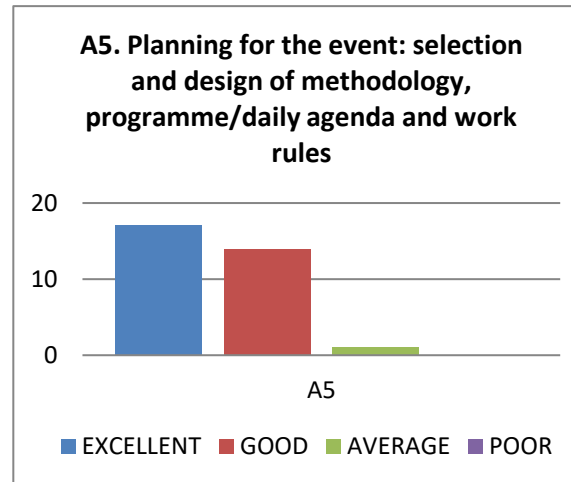 A5. Planning for the event: selection
and design of methodology,
programme/daily agenda and work
rules
20
10
0
A5
EXCELLENT GOOD AVERAGE POOR